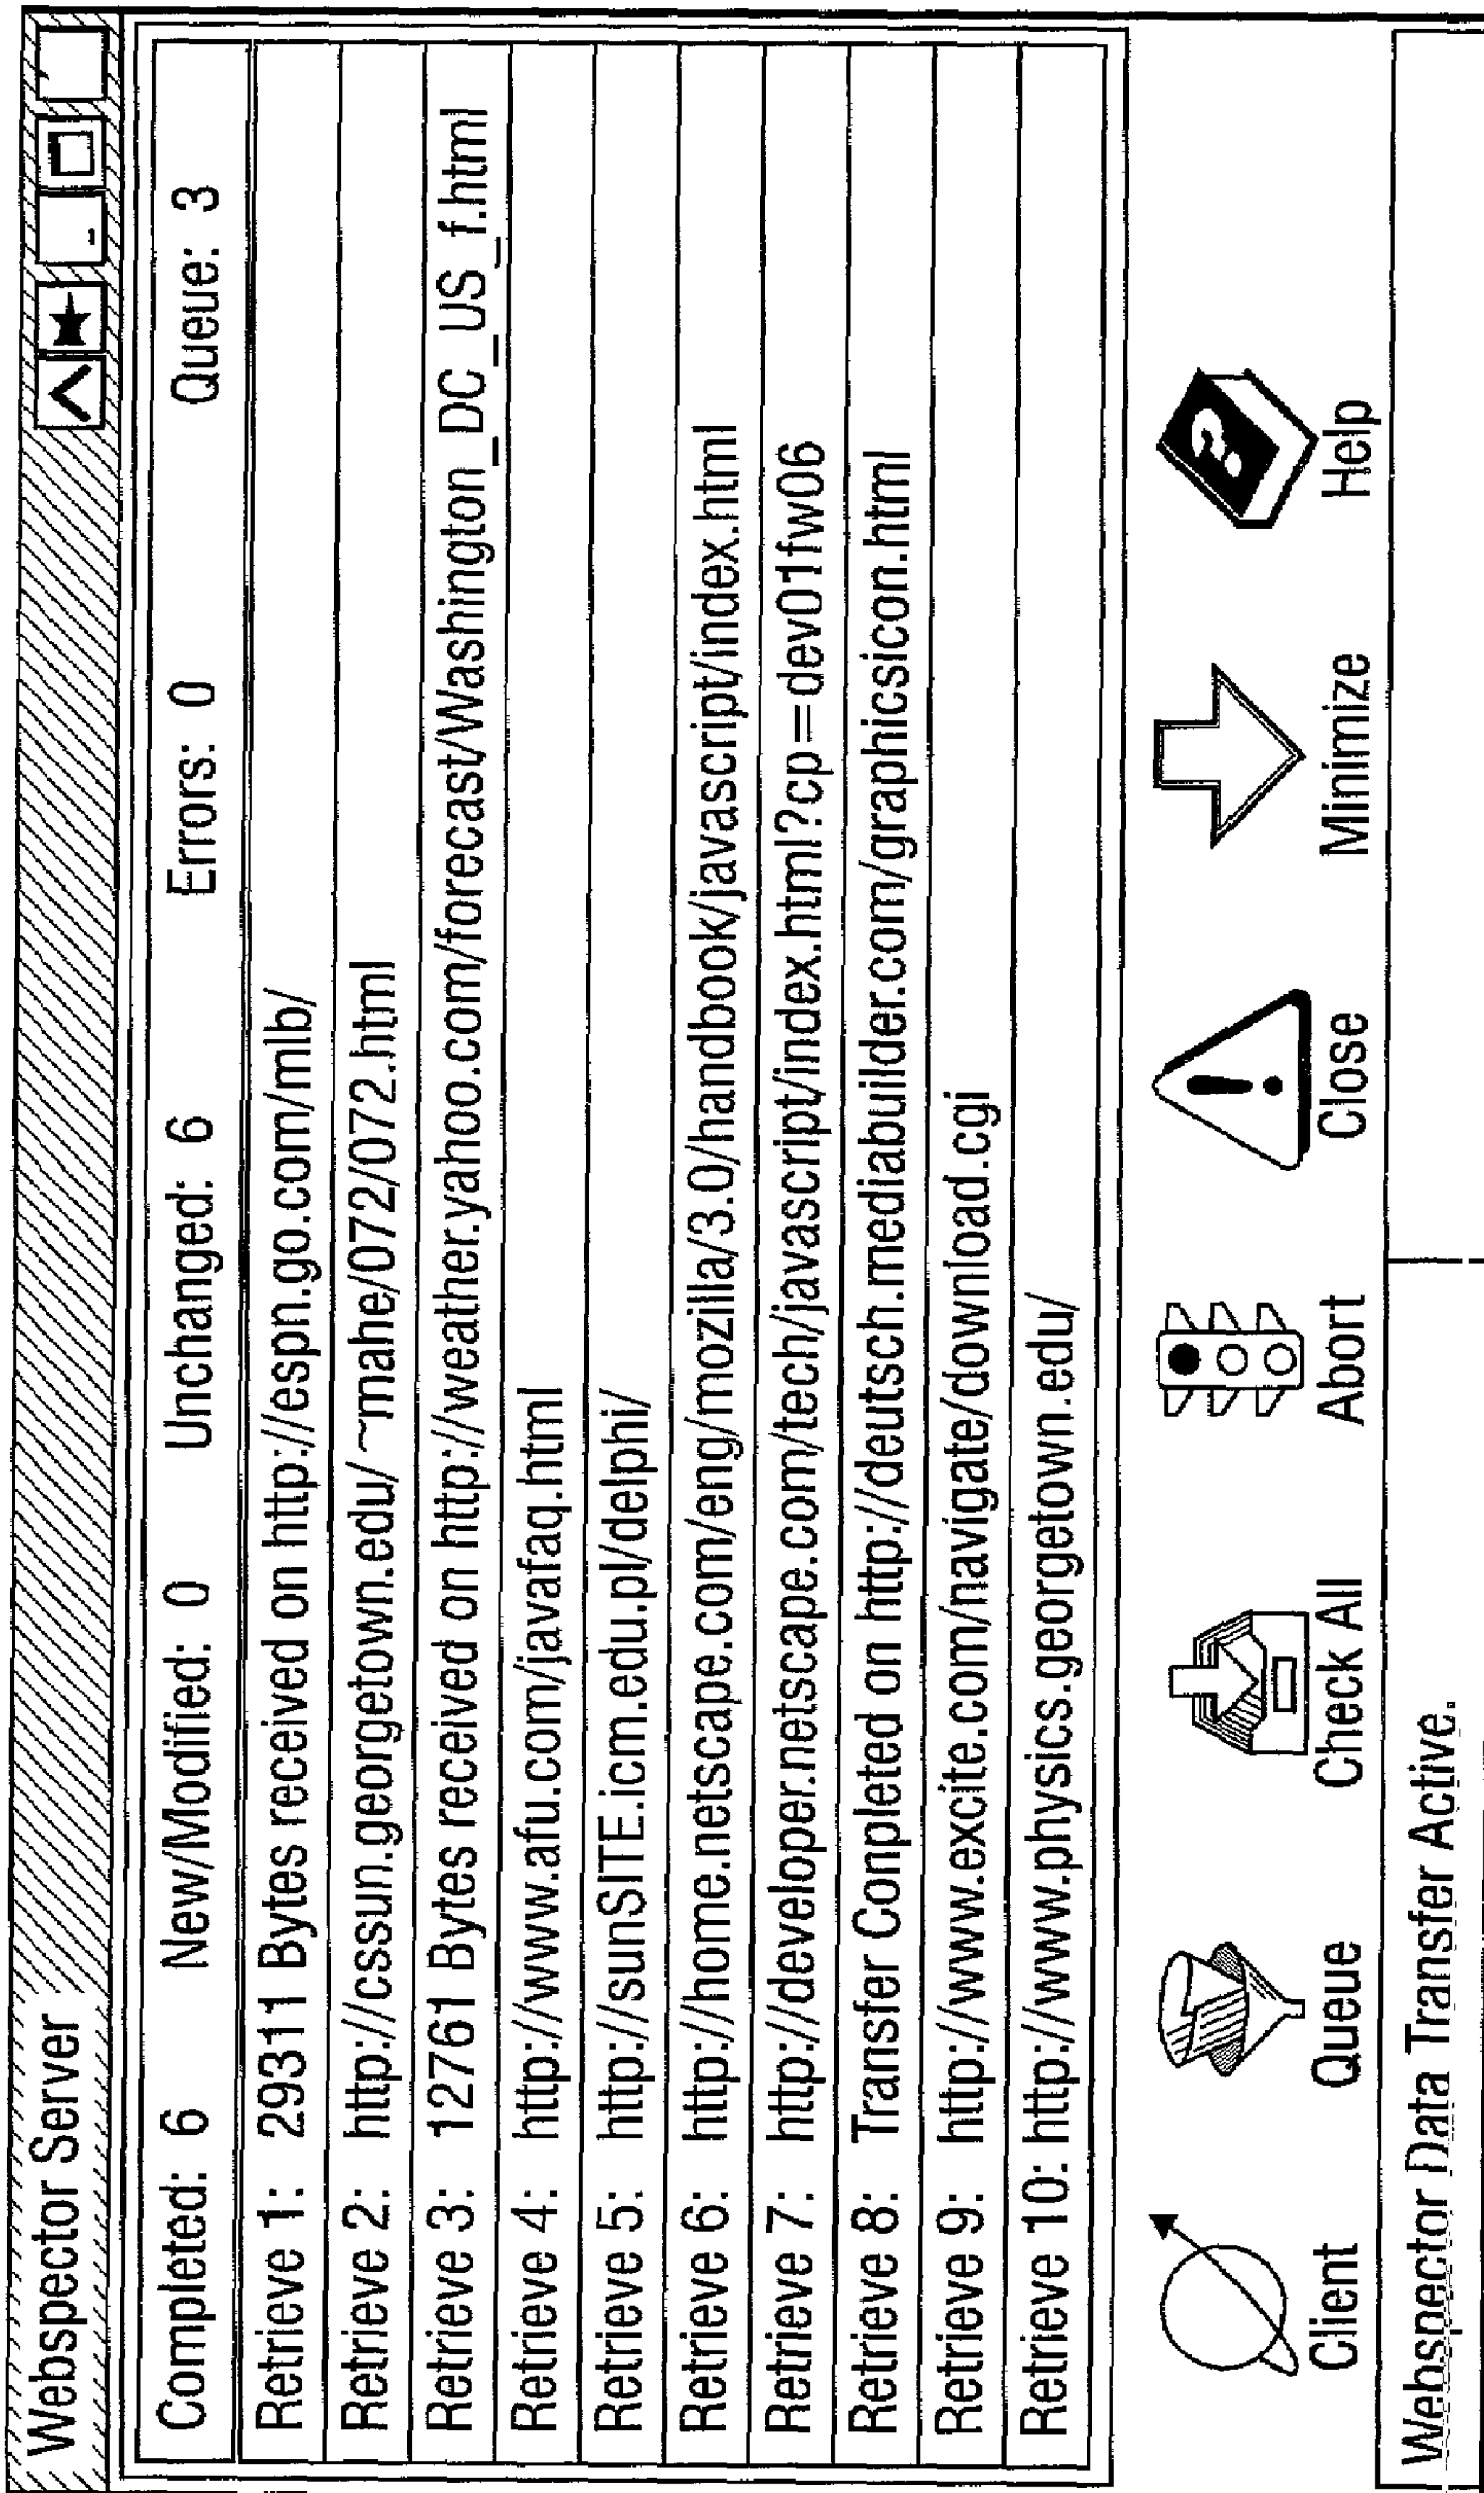 Webspector Server
Completed: 6 New/Modified: 0 Unchanged: 6 Errors: 0 Queue: 3
Retrieve 1: 29311 Bytes received on http://espn.go.com/mlb/
Retrieve 2: http://cssun.georgetown.edu/~mahe/072/072.html
Retrieve 3: 12761 Bytes received on http://weather.yahoo.com/forecast/Washington_DC_US_f.html
Retrieve 4: http://www.afu.com/javafaq.html
Retrieve 5: http://sunSITE.icm.edu.pl/delphi/
Retrieve 6: http://home.netscape.com/eng/mozilla/3.0/handbook/javascript/index.html
Retrieve 7: http://developer.netscape.com/tech/javascript/index.html?cp=dev01fw06
Retrieve 8: Transfer Conpleted on http://deutsch.mediabuilder.com/graphicsicon.html
Retrieve 9: http://www.excite.com/navigate/download.cgi
Retrieve 10: http://www.physics.georgetown.edu/
Client Queue Check All Abort Close Minimize Help
Webspector Data Transfer Active.